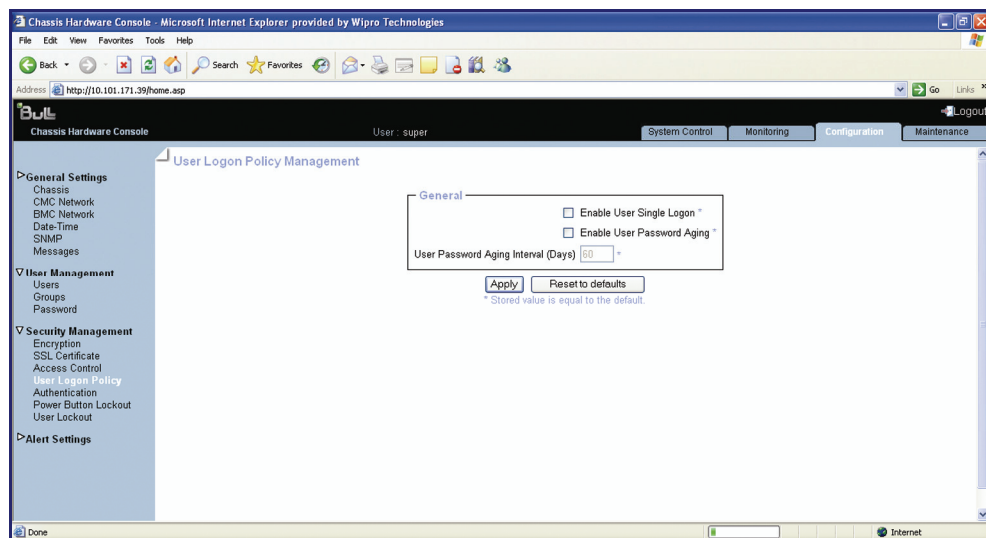 Chassis Hardware Console - Microsoft Internet Explorer provided by Wipro Technologies
File Edit View Favorites Tools Help
Back Search Favorites
Address http://10.101.171.39/home.asp Go Links »
Bull Logout
Chassis Hardware Console User : super System Control Monitoring Configuration Maintenance
User Logon Policy Management
General Settings
Chassis
CMC Network
BMC Network
Date-Time
SNMP
Messages
User Management
Users
Groups
Password
Security Management
Encryption
SSL Certificate
Access Control
User Logon Policy
Authentication
Power Button Lockout
User Lockout
Alert Settings
General
Enable User Single Logon *
Enable User Password Aging *
User Password Aging Interval (Days) 60 *
Apply Reset to defaults
* Stored value is equal to the default.
Done Internet